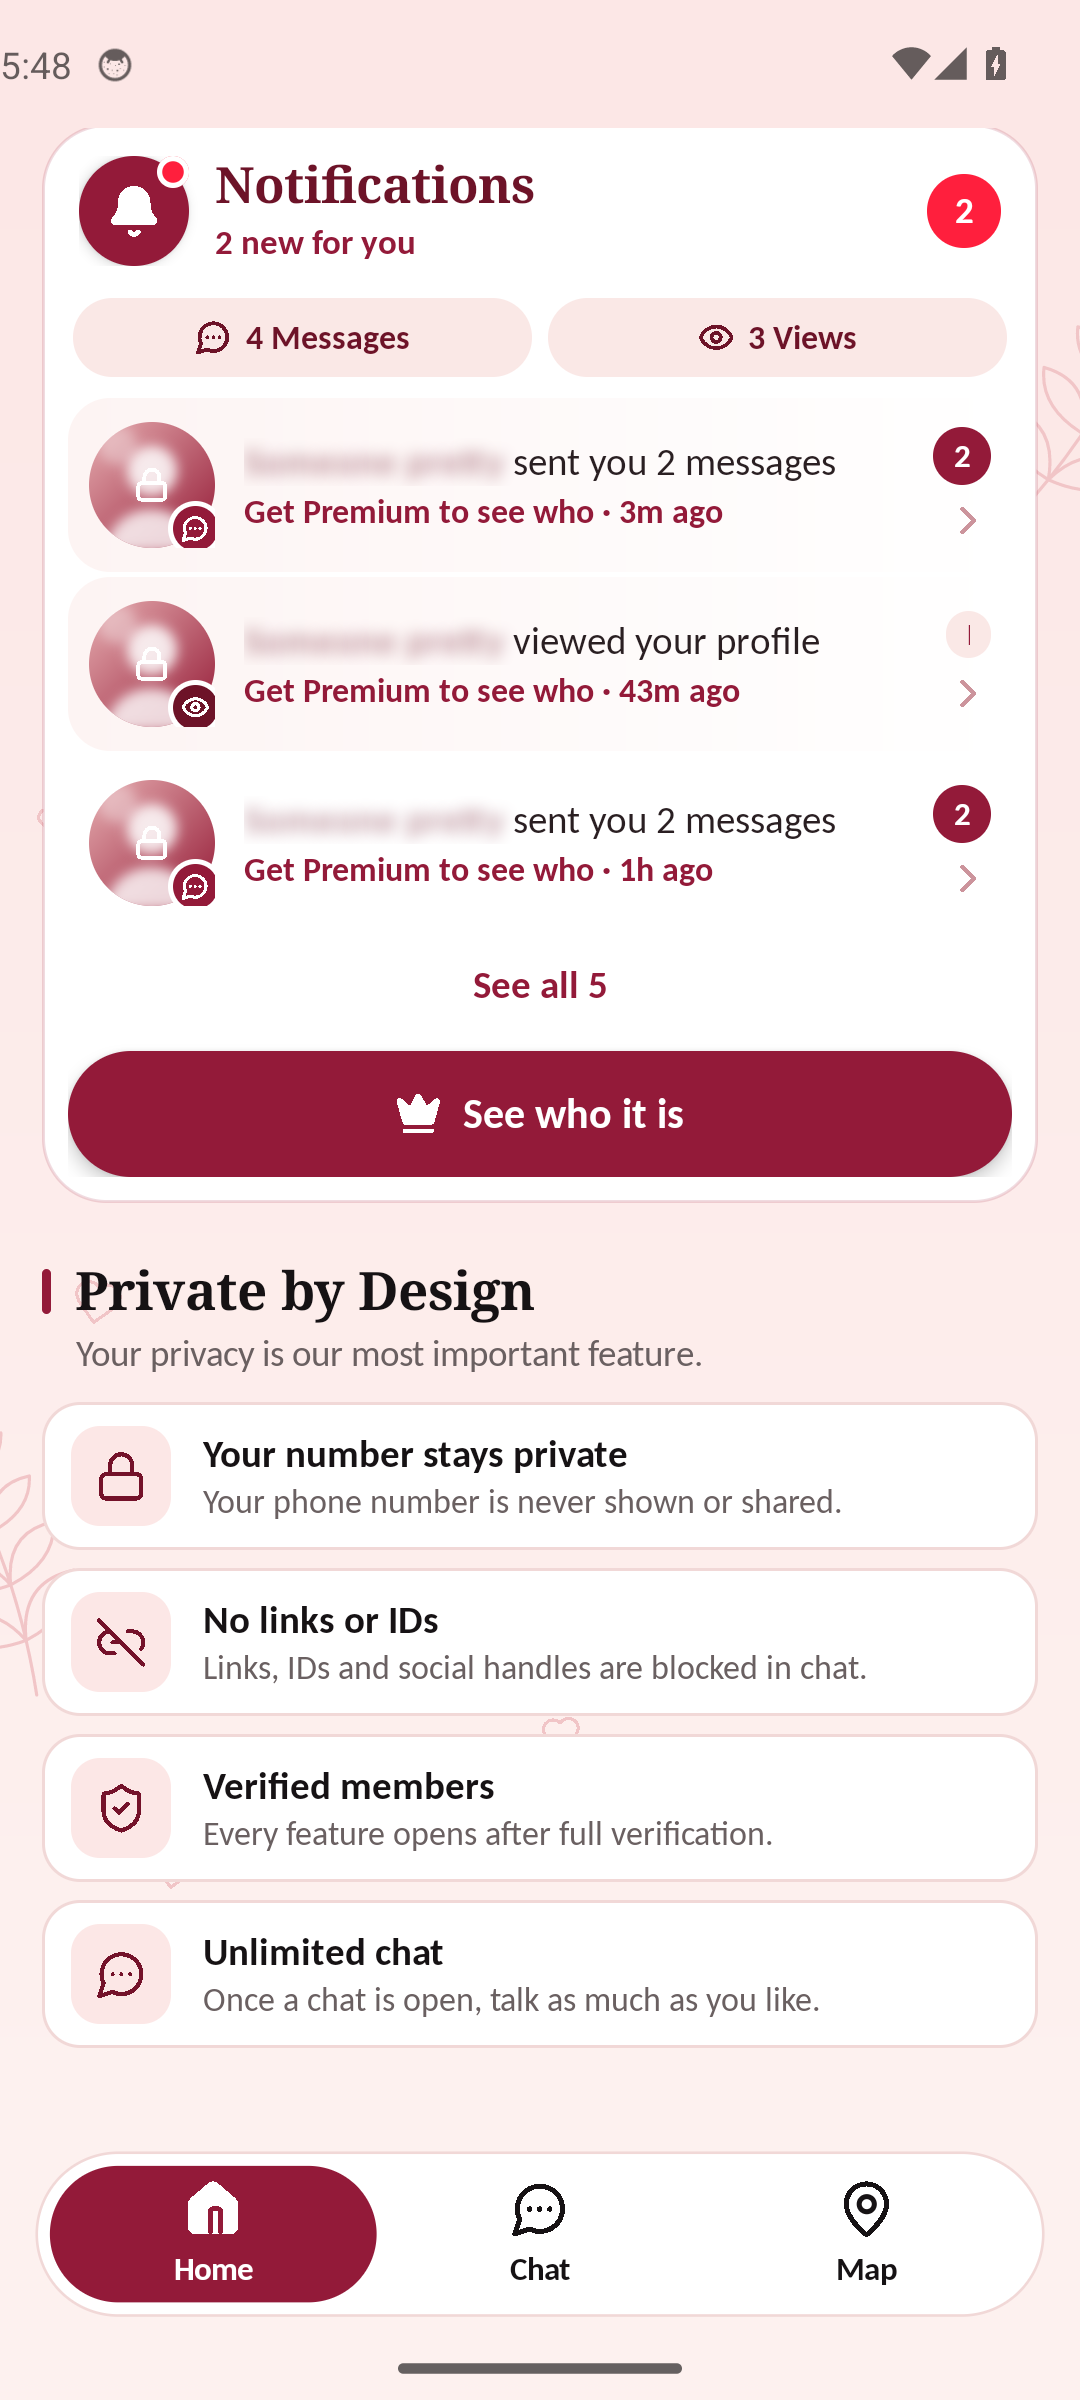 5:48
Notifications
2 new for you
2
4 Messages
3 Views
sent you 2 messages
Get Premium to see who · 3m ago
2
viewed your profile
Get Premium to see who · 43m ago
sent you 2 messages
Get Premium to see who · 1h ago
2
See all 5
See who it is
Private by Design
Your privacy is our most important feature.
Your number stays private
Your phone number is never shown or shared.
No links or IDs
Links, IDs and social handles are blocked in chat.
Verified members
Every feature opens after full verification.
Unlimited chat
Once a chat is open, talk as much as you like.
Home
Chat
Map